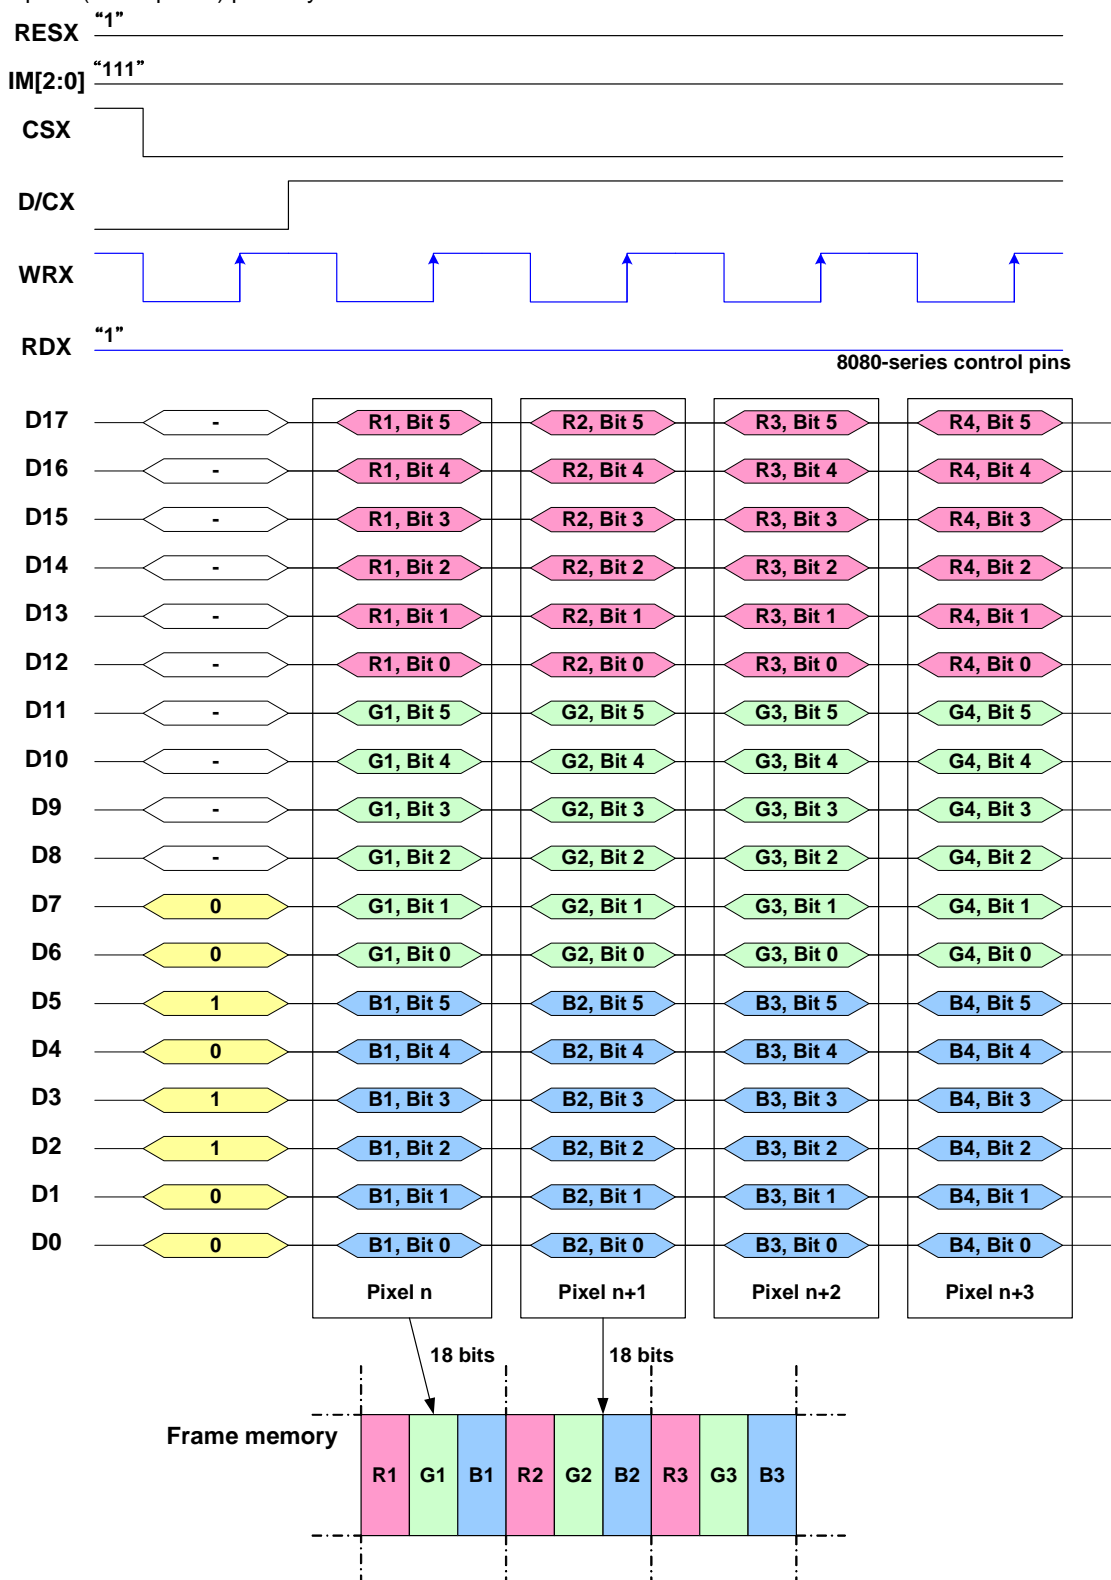 RESX "1"
IM[2:0] "111"
CSX
D/CX
WRX
RDX "1"
8080-series control pins
D17 - R1, Bit 5 R2, Bit 5 R3, Bit 5 R4, Bit 5
D16 - R1, Bit 4 R2, Bit 4 R3, Bit 4 R4, Bit 4
D15 - R1, Bit 3 R2, Bit 3 R3, Bit 3 R4, Bit 3
D14 - R1, Bit 2 R2, Bit 2 R3, Bit 2 R4, Bit 2
D13 - R1, Bit 1 R2, Bit 1 R3, Bit 1 R4, Bit 1
D12 - R1, Bit 0 R2, Bit 0 R3, Bit 0 R4, Bit 0
D11 - G1, Bit 5 G2, Bit 5 G3, Bit 5 G4, Bit 5
D10 - G1, Bit 4 G2, Bit 4 G3, Bit 4 G4, Bit 4
D9 - G1, Bit 3 G2, Bit 3 G3, Bit 3 G4, Bit 3
D8 - G1, Bit 2 G2, Bit 2 G3, Bit 2 G4, Bit 2
D7 0 G1, Bit 1 G2, Bit 1 G3, Bit 1 G4, Bit 1
D6 0 G1, Bit 0 G2, Bit 0 G3, Bit 0 G4, Bit 0
D5 1 B1, Bit 5 B2, Bit 5 B3, Bit 5 B4, Bit 5
D4 0 B1, Bit 4 B2, Bit 4 B3, Bit 4 B4, Bit 4
D3 1 B1, Bit 3 B2, Bit 3 B3, Bit 3 B4, Bit 3
D2 1 B1, Bit 2 B2, Bit 2 B3, Bit 2 B4, Bit 2
D1 0 B1, Bit 1 B2, Bit 1 B3, Bit 1 B4, Bit 1
D0 0 B1, Bit 0 B2, Bit 0 B3, Bit 0 B4, Bit 0
Pixel n Pixel n+1 Pixel n+2 Pixel n+3
18 bits 18 bits
Frame memory
R1 G1 B1 R2 G2 B2 R3 G3 B3